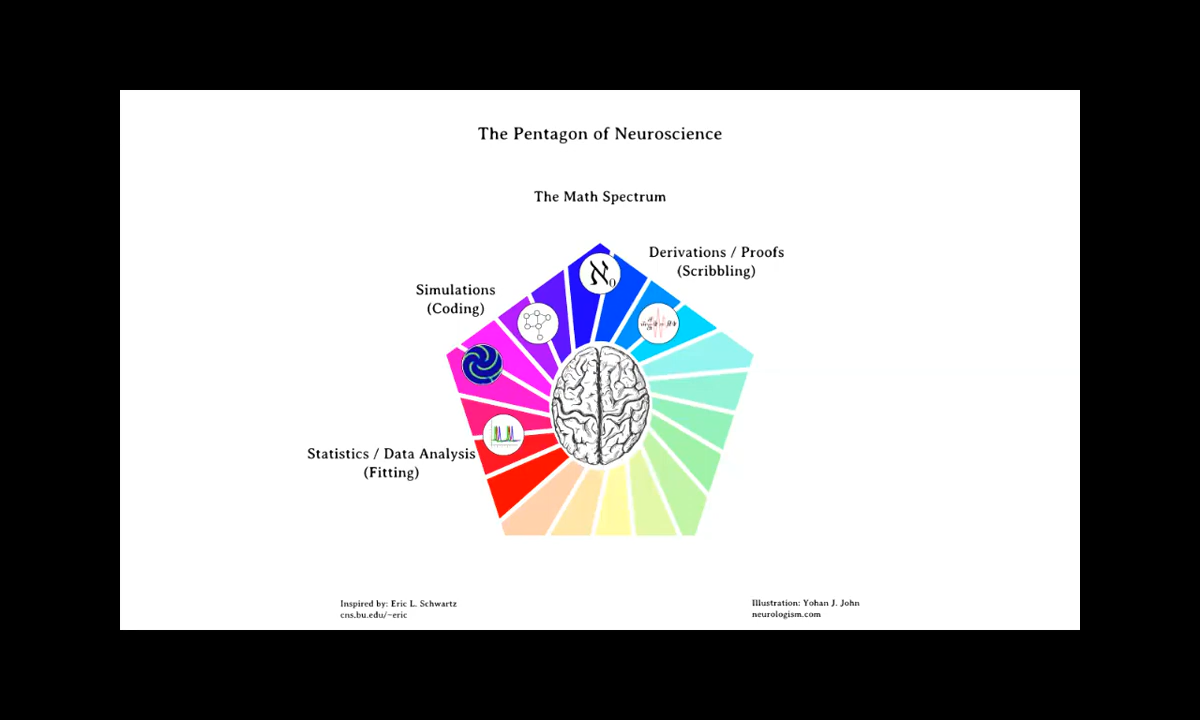 The Pentagon of Neuroscience
The Math Spectrum
Derivations / Proofs
(Scribbling)
Simulations
(Coding)
ℵ0
Statistics / Data Analysis
(Fitting)
Inspired by: Eric L. Schwartz
cns.bu.edu/~eric
Illustration: Yohan J. John
neurologism.com